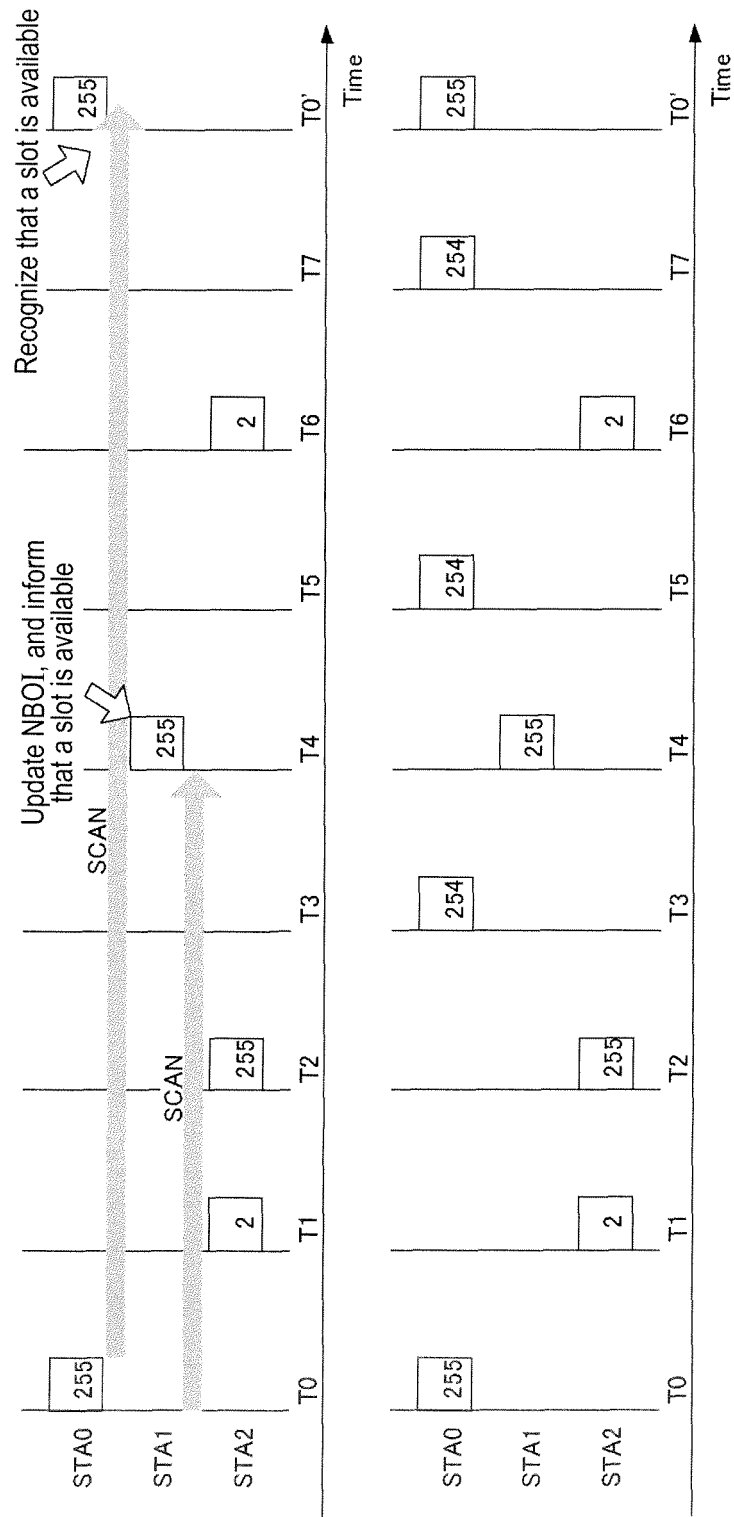 Recognize that a slot is available
Update NBOI, and inform
that a slot is available
SCAN
STA0
255
255
SCAN
STA1
255
STA2
2
255
2
T0
T1
T2
T3
T4
T5
T6
T7
T0'
Time
STA0
255
254
254
254
255
STA1
255
STA2
2
255
2
T0
T1
T2
T3
T4
T5
T6
T7
T0'
Time